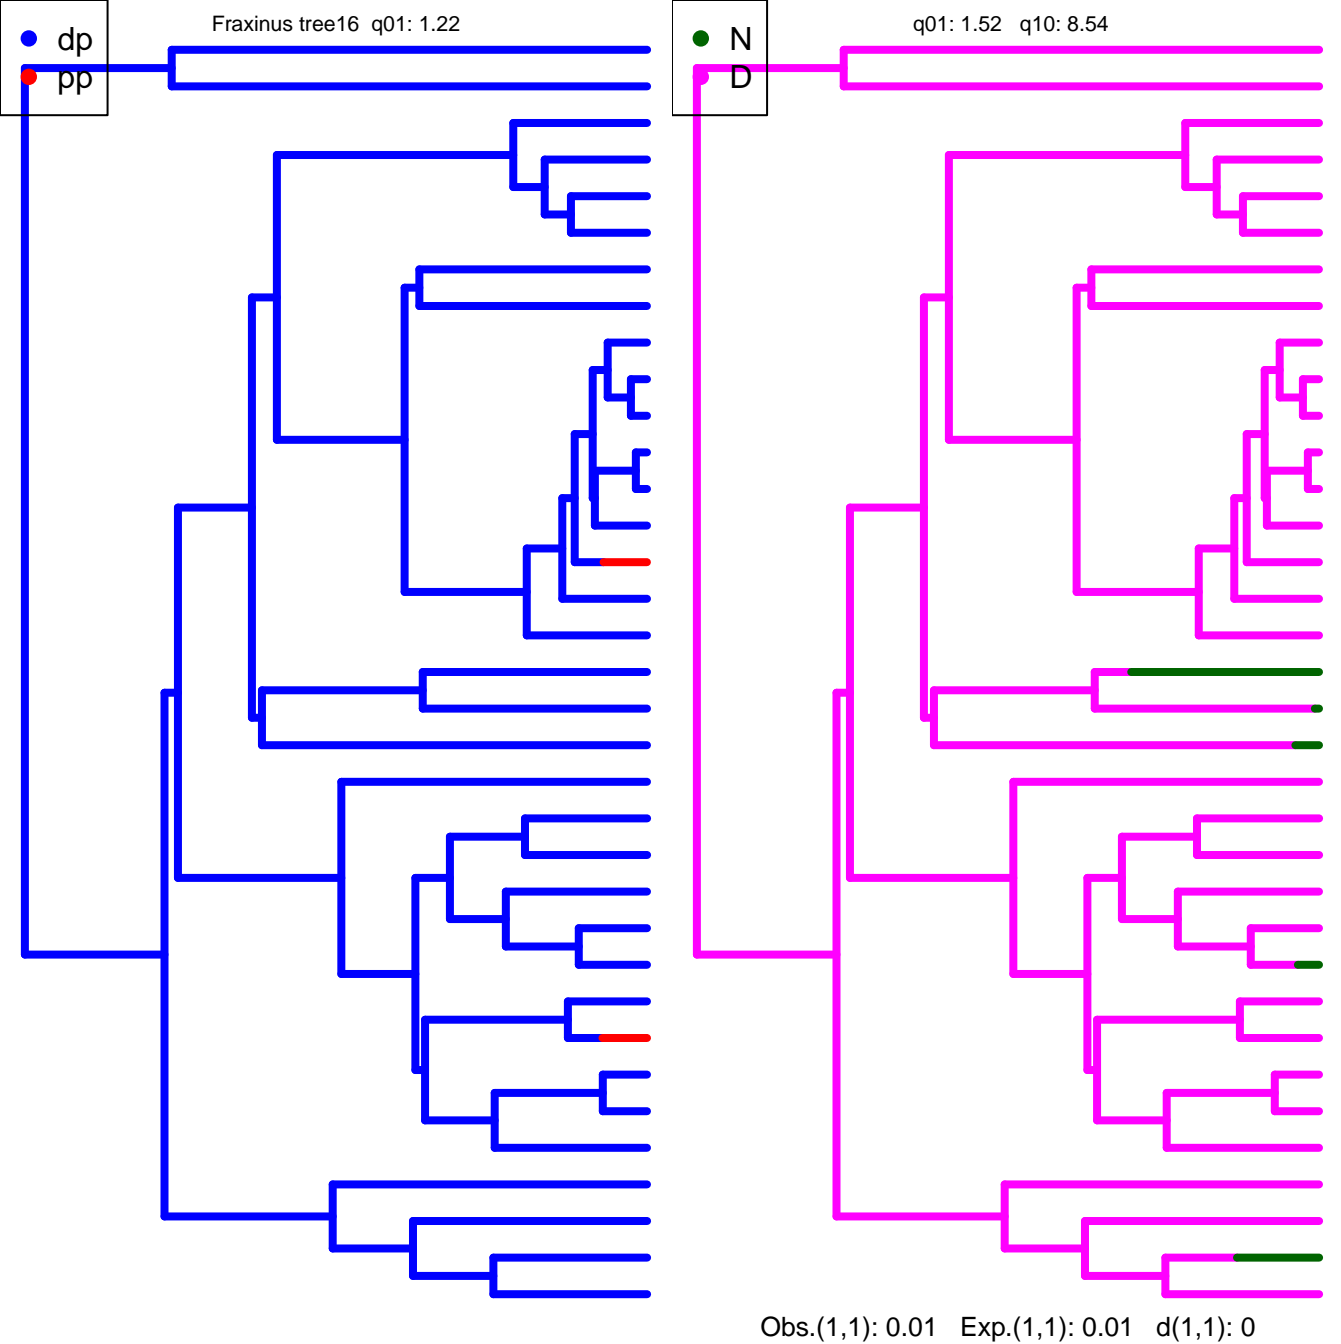 Fraxinus tree16  q01: 1.22
dp
pp
q01: 1.52   q10: 8.54
N
D
Obs.(1,1): 0.01   Exp.(1,1): 0.01   d(1,1): 0